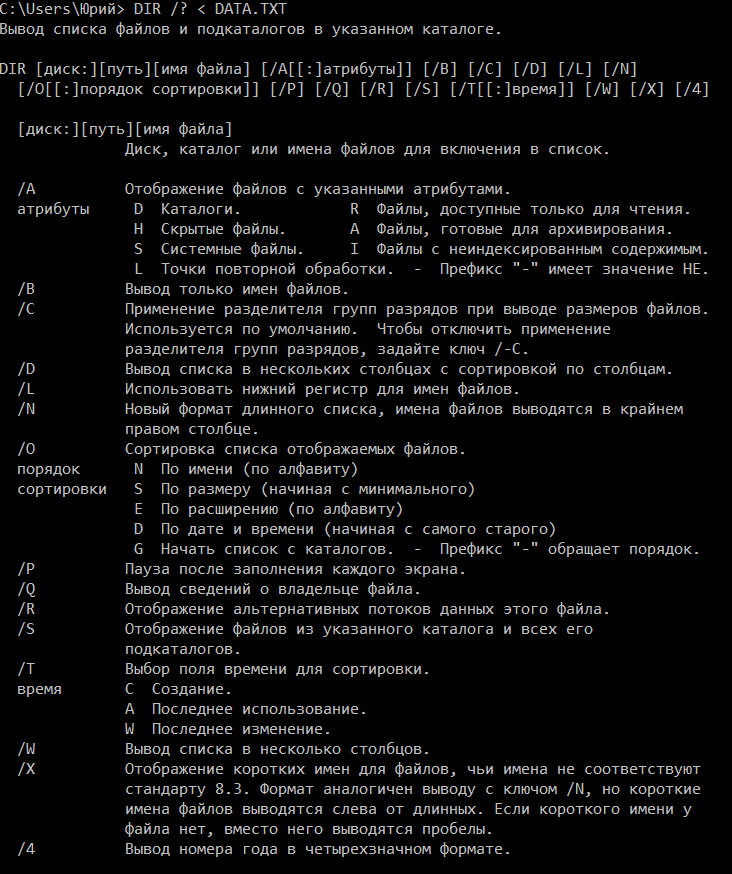 C:\Users\Юрий> DIR /? < DATA.TXT
Вывод списка файлов и подкаталогов в указанном каталоге.

DIR [диск:][путь][имя файла] [/A[[:]атрибуты]] [/B] [/C] [/D] [/L] [/N]
  [/O[[:]порядок сортировки]] [/P] [/Q] [/R] [/S] [/T[[:]время]] [/W] [/X] [/4]

  [диск:][путь][имя файла]
              Диск, каталог или имена файлов для включения в список.

  /A          Отображение файлов с указанными атрибутами.
  атрибуты     D  Каталоги.            R  Файлы, доступные только для чтения.
               H  Скрытые файлы.       A  Файлы, готовые для архивирования.
               S  Системные файлы.     I  Файлы с неиндексированным содержимым.
               L  Точки повторной обработки.  -  Префикс "-" имеет значение НЕ.
  /B          Вывод только имен файлов.
  /C          Применение разделителя групп разрядов при выводе размеров файлов.
              Используется по умолчанию.  Чтобы отключить применение
              разделителя групп разрядов, задайте ключ /-C.
  /D          Вывод списка в нескольких столбцах с сортировкой по столбцам.
  /L          Использовать нижний регистр для имен файлов.
  /N          Новый формат длинного списка, имена файлов выводятся в крайнем
              правом столбце.
  /O          Сортировка списка отображаемых файлов.
  порядок      N  По имени (по алфавиту)
  сортировки   S  По размеру (начиная с минимального)
               E  По расширению (по алфавиту)
               D  По дате и времени (начиная с самого старого)
               G  Начать список с каталогов.  -  Префикс "-" обращает порядок.
  /P          Пауза после заполнения каждого экрана.
  /Q          Вывод сведений о владельце файла.
  /R          Отображение альтернативных потоков данных этого файла.
  /S          Отображение файлов из указанного каталога и всех его
              подкаталогов.
  /T          Выбор поля времени для сортировки.
  время       C  Создание.
              A  Последнее использование.
              W  Последнее изменение.
  /W          Вывод списка в несколько столбцов.
  /X          Отображение коротких имен для файлов, чьи имена не соответствуют
              стандарту 8.3. Формат аналогичен выводу с ключом /N, но короткие
              имена файлов выводятся слева от длинных. Если короткого имени у
              файла нет, вместо него выводятся пробелы.
  /4          Вывод номера года в четырехзначном формате.